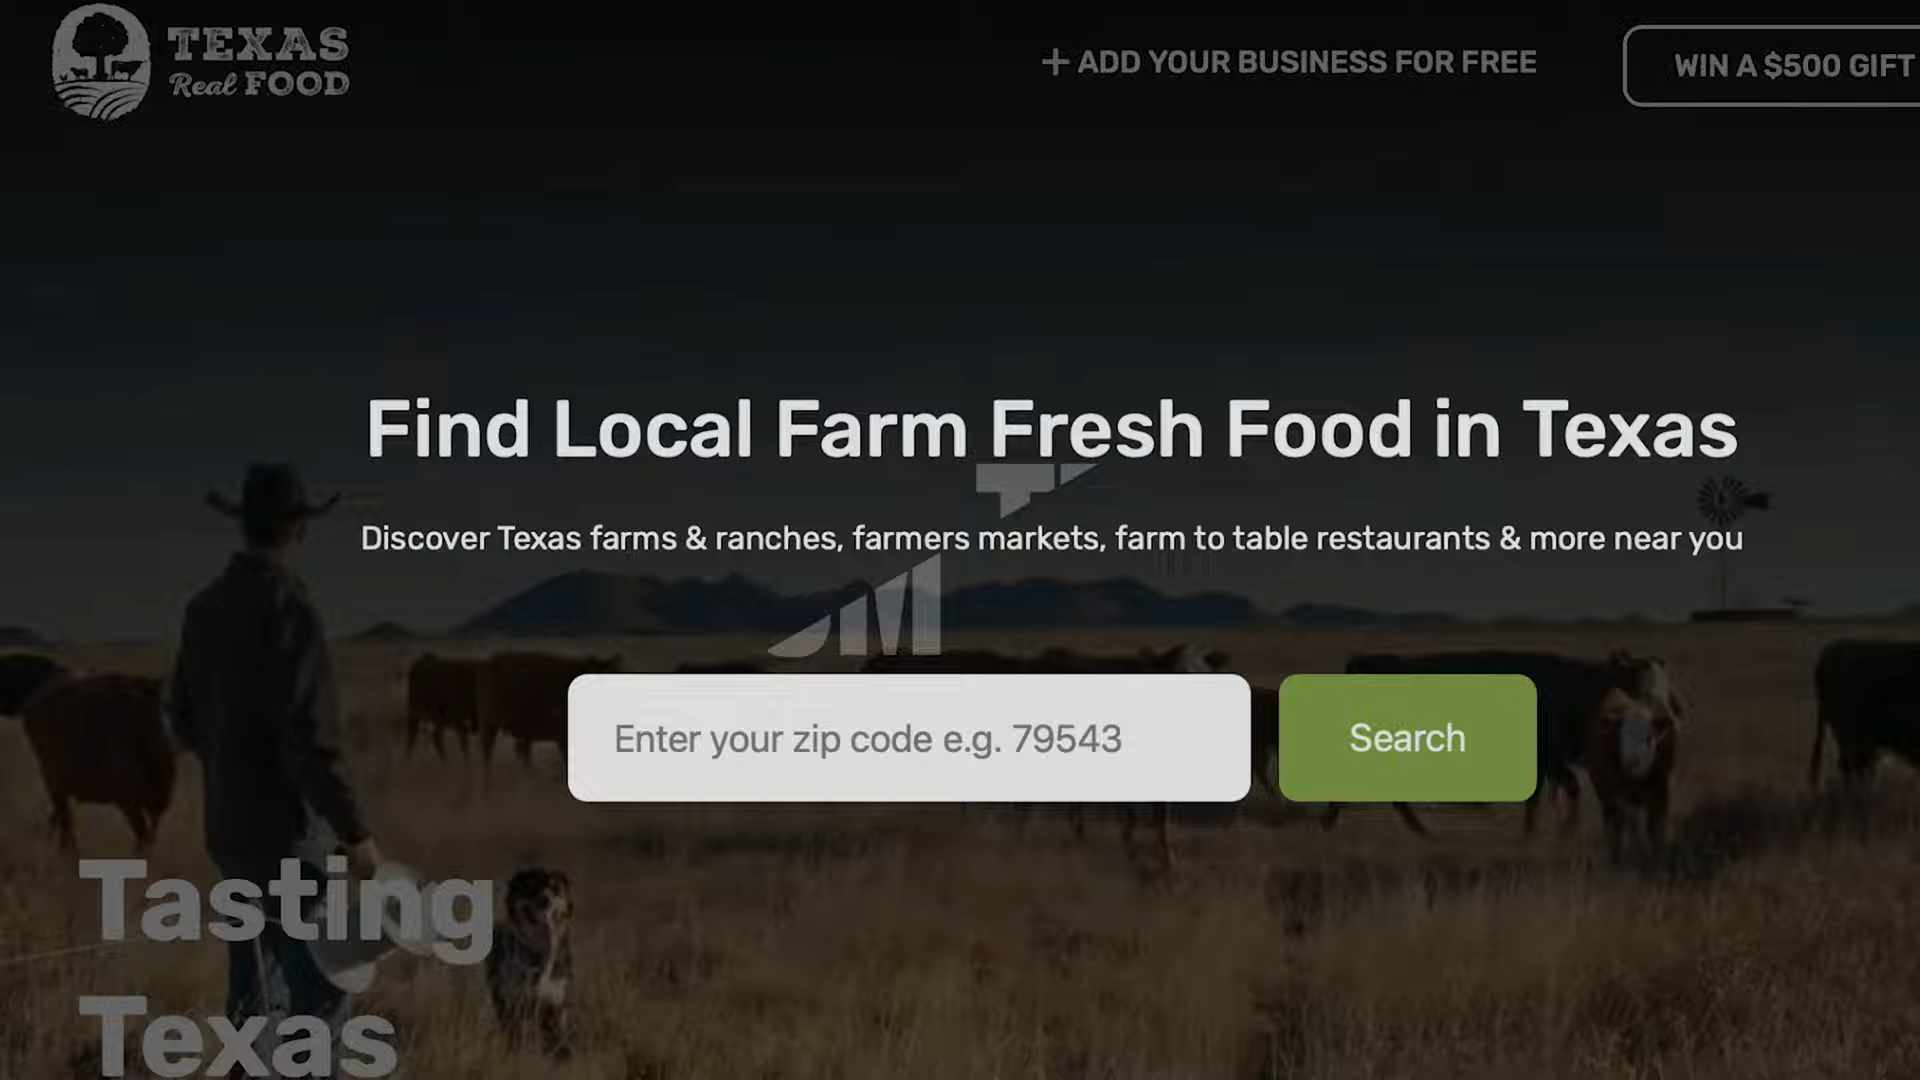 TEXAS
Real FOOD
+ ADD YOUR BUSINESS FOR FREE
WIN A $500 GIFT
Find Local Farm Fresh Food in Texas
Discover Texas farms & ranches, farmers markets, farm to table restaurants & more near you
Enter your zip code e.g. 79543
Search
Tasting
Texas